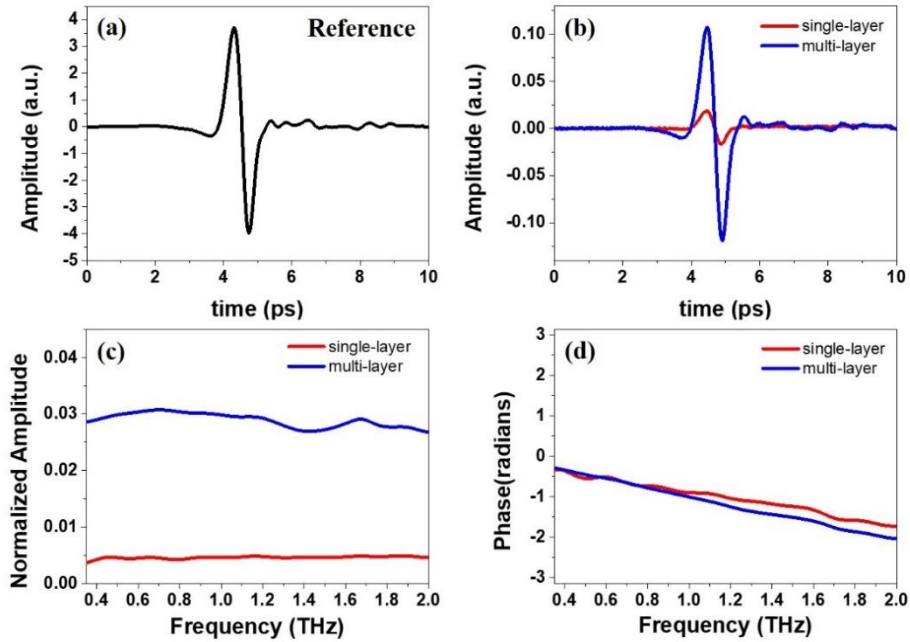 (a) Reference
Amplitude (a.u.)
4
3
2
1
0
-1
-2
-3
-4
-5
0 2 4 6 8 10
time (ps)
(b) single-layer
multi-layer
Amplitude (a.u.)
0.10
0.05
0.00
-0.05
-0.10
0 2 4 6 8 10
time (ps)
(c) single-layer
multi-layer
Normalized Amplitude
0.04
0.03
0.02
0.01
0.00
0.4 0.6 0.8 1.0 1.2 1.4 1.6 1.8 2.0
Frequency (THz)
(d) single-layer
multi-layer
Phase(radians)
3
2
1
0
-1
-2
-3
0.4 0.6 0.8 1.0 1.2 1.4 1.6 1.8 2.0
Frequency (THz)